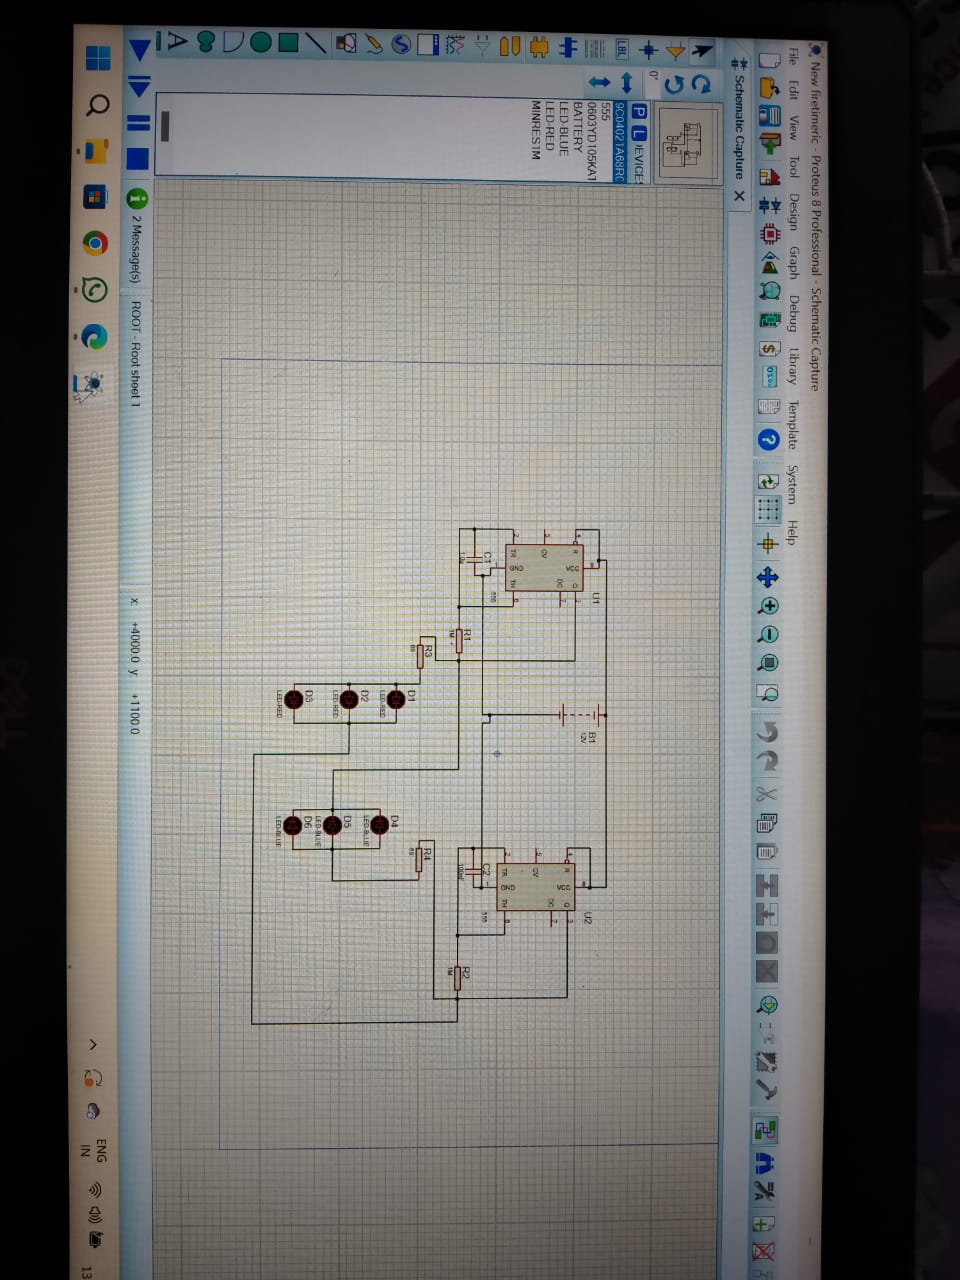 New firetimeric - Proteus 8 Professional - Schematic Capture
File Edit View Tool Design Graph Debug Library Template System Help
Schematic Capture X
LBL
0°
P L DEVICES
9C04021A68R0
555
0603YD105KAT
BATTERY
LED-BLUE
LED-RED
MINRES1M
U1
R
VCC
Q
DC
CV
TR
GND
TH
555
C1
R1
1M
R3
D1
LED-RED
D2
LED-RED
D3
LED-RED
B1
12V
U2
R
VCC
Q
DC
CV
TR
GND
TH
555
C2
R2
1M
R4
D4
LED-BLUE
D5
LED-BLUE
D6
LED-BLUE
2 Message(s) ROOT - Root sheet 1 x: +4000.0 y: +1100.0
ENG
IN
13